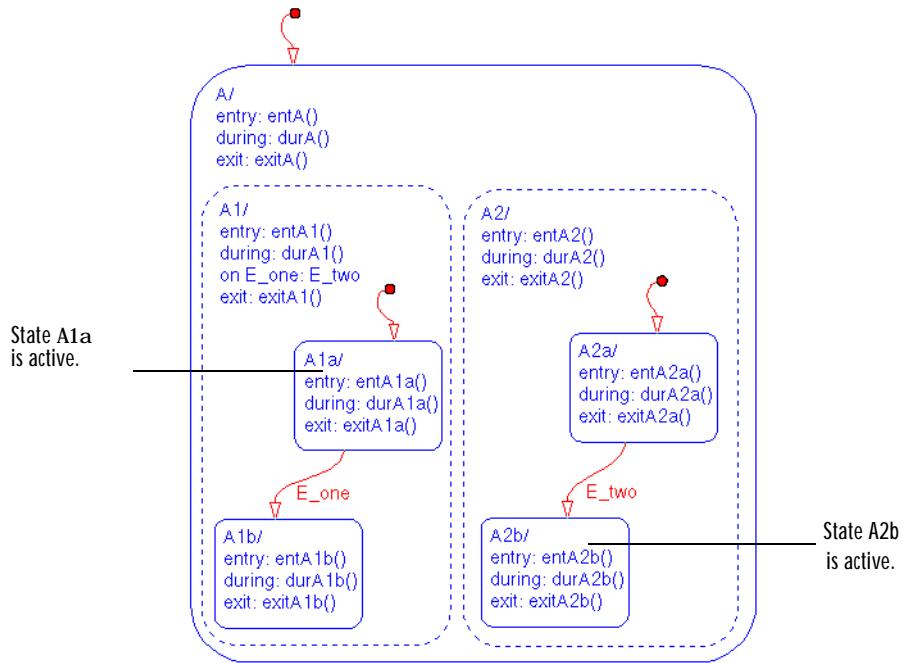 A/
entry: entA()
during: durA()
exit: exitA()
A1/
entry: entA1()
during: durA1()
on E_one: E_two
exit: exitA1()
A2/
entry: entA2()
during: durA2()
exit: exitA2()
State A1a
is active.
A1a/
entry: entA1a()
during: durA1a()
exit: exitA1a()
A2a/
entry: entA2a()
during: durA2a()
exit: exitA2a()
E_one
E_two
A1b/
entry: entA1b()
during: durA1b()
exit: exitA1b()
A2b/
entry: entA2b()
during: durA2b()
exit: exitA2b()
State A2b
is active.